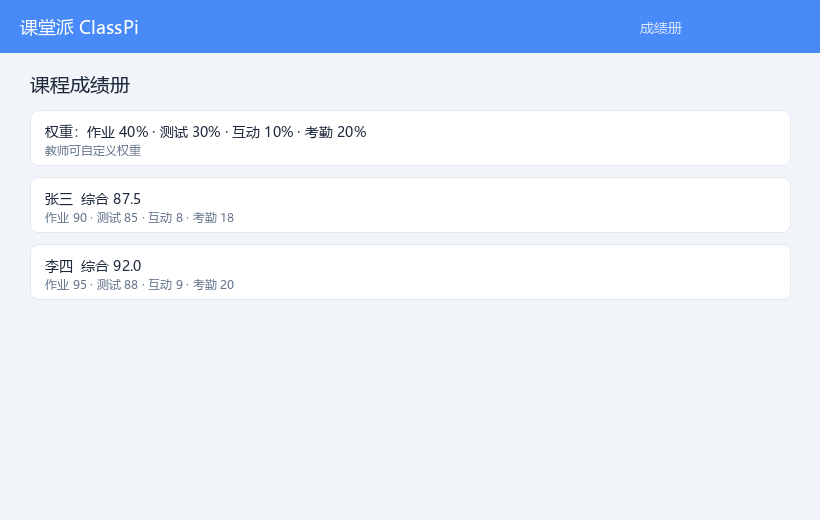 课堂派 ClassPi
成绩册
课程成绩册
权重：作业 40% · 测试 30% · 互动 10% · 考勤 20%
教师可自定义权重
张三  综合 87.5
作业 90 · 测试 85 · 互动 8 · 考勤 18
李四  综合 92.0
作业 95 · 测试 88 · 互动 9 · 考勤 20